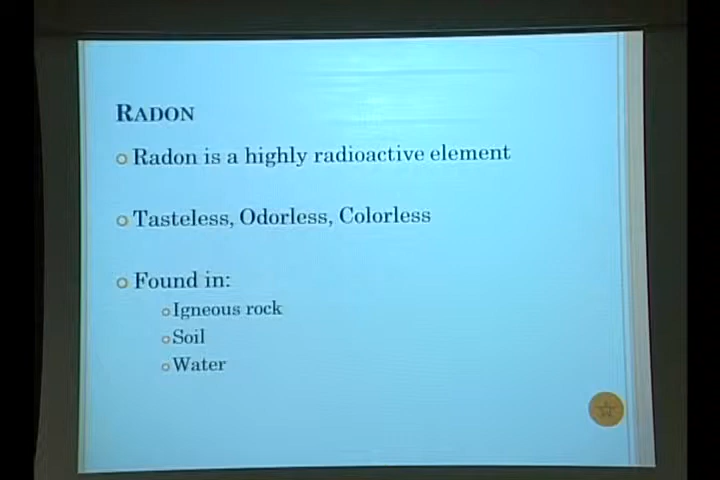 RADON
Radon is a highly radioactive element
Tasteless, Odorless, Colorless
Found in:
Igneous rock
Soil
Water